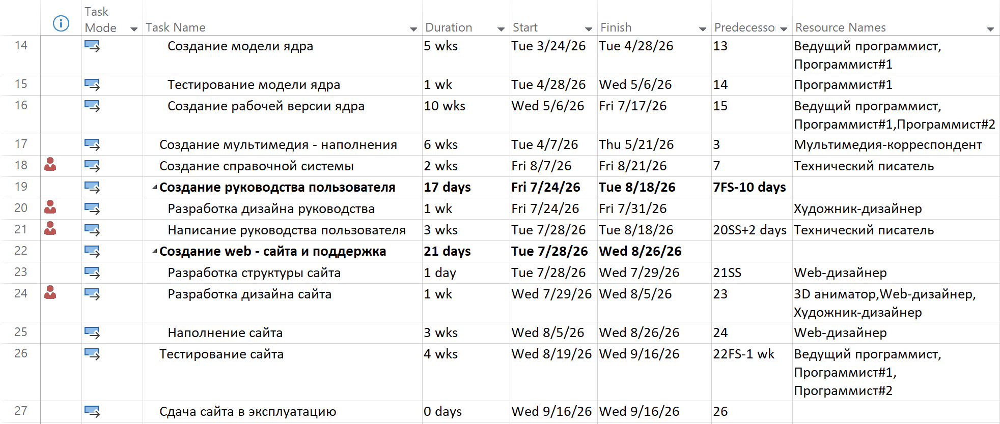 Task Mode Task Name Duration Start Finish Predecesso Resource Names
14 Создание модели ядра 5 wks Tue 3/24/26 Tue 4/28/26 13 Ведущий программист,
Программист#1
15 Тестирование модели ядра 1 wk Tue 4/28/26 Wed 5/6/26 14 Программист#1
16 Создание рабочей версии ядра 10 wks Wed 5/6/26 Fri 7/17/26 15 Ведущий программист,
Программист#1,Программист#2
17 Создание мультимедия - наполнения 6 wks Tue 4/7/26 Thu 5/21/26 3 Мультимедия-корреспондент
18 Создание справочной системы 2 wks Fri 8/7/26 Fri 8/21/26 7 Технический писатель
19 Создание руководства пользователя 17 days Fri 7/24/26 Tue 8/18/26 7FS-10 days
20 Разработка дизайна руководства 1 wk Fri 7/24/26 Fri 7/31/26 Художник-дизайнер
21 Написание руководства пользователя 3 wks Tue 7/28/26 Tue 8/18/26 20SS+2 days Технический писатель
22 Создание web - сайта и поддержка 21 days Tue 7/28/26 Wed 8/26/26
23 Разработка структуры сайта 1 day Tue 7/28/26 Wed 7/29/26 21SS Web-дизайнер
24 Разработка дизайна сайта 1 wk Wed 7/29/26 Wed 8/5/26 23 3D аниматор,Web-дизайнер,
Художник-дизайнер
25 Наполнение сайта 3 wks Wed 8/5/26 Wed 8/26/26 24 Web-дизайнер
26 Тестирование сайта 4 wks Wed 8/19/26 Wed 9/16/26 22FS-1 wk Ведущий программист,
Программист#1,
Программист#2
27 Сдача сайта в эксплуатацию 0 days Wed 9/16/26 Wed 9/16/26 26